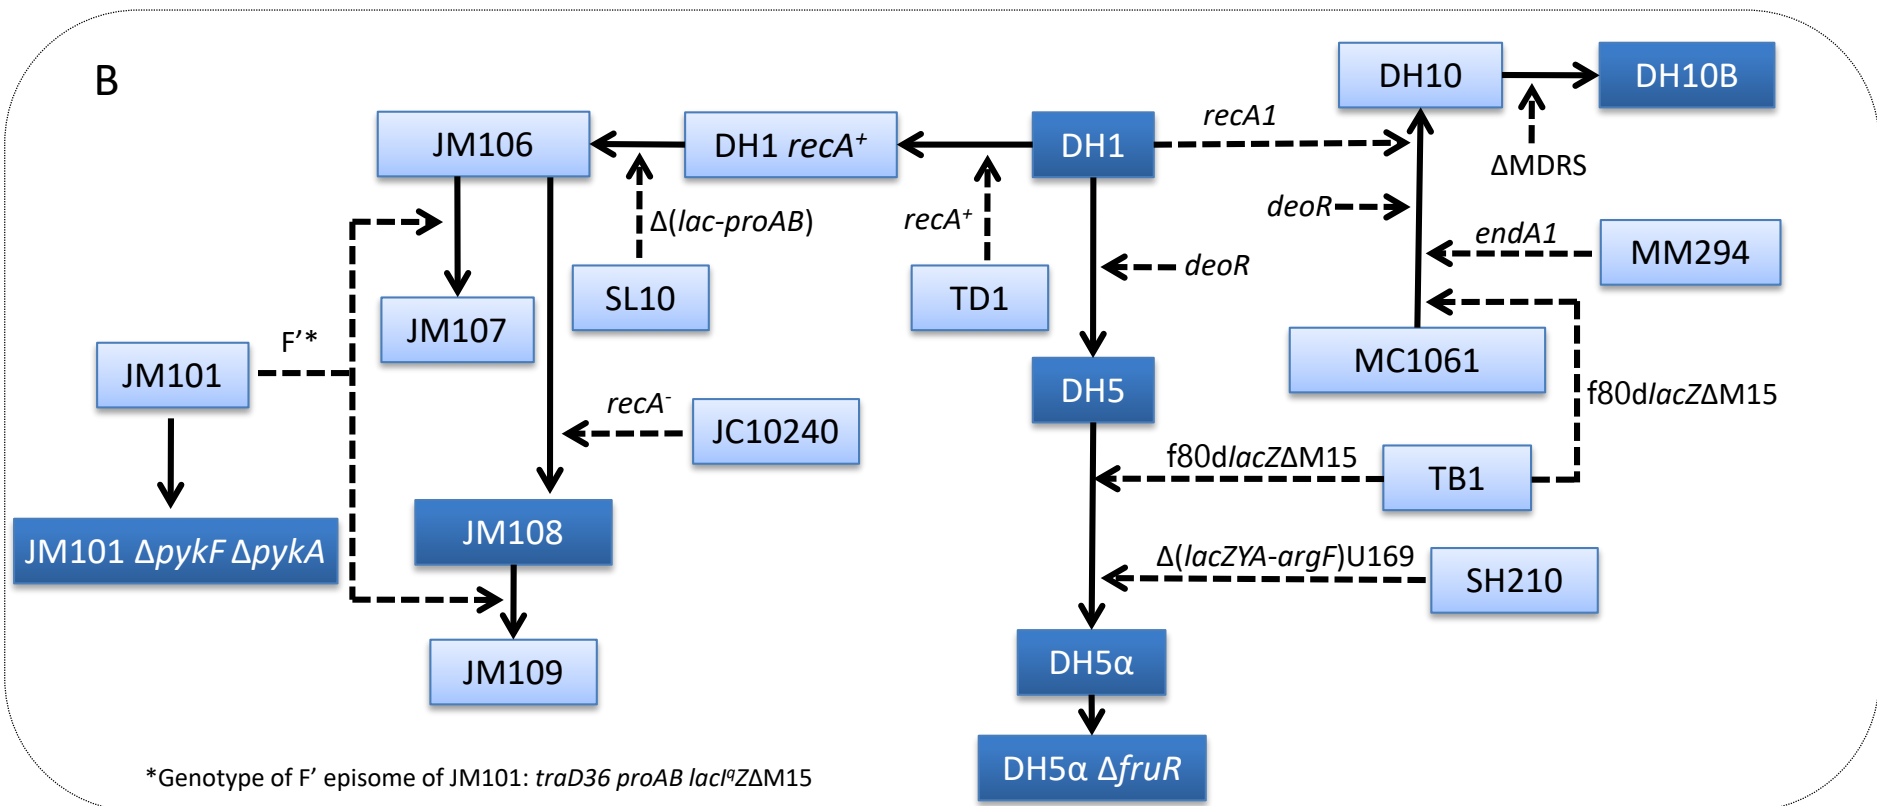 B
DH10
DH10B
JM106
DH1 recA⁺
DH1
recA1
ΔMDRS
Δ(lac-proAB)
recA⁺
deoR
deoR
endA1
MM294
SL10
TD1
JM107
F’*
JM101
MC1061
DH5
f80dlacZΔM15
recA⁻
JC10240
f80dlacZΔM15
TB1
JM108
JM101 ΔpykF ΔpykA
Δ(lacZYA-argF)U169
SH210
JM109
DH5α
DH5α ΔfruR
*Genotype of F’ episome of JM101: traD36 proAB lacIqZΔM15